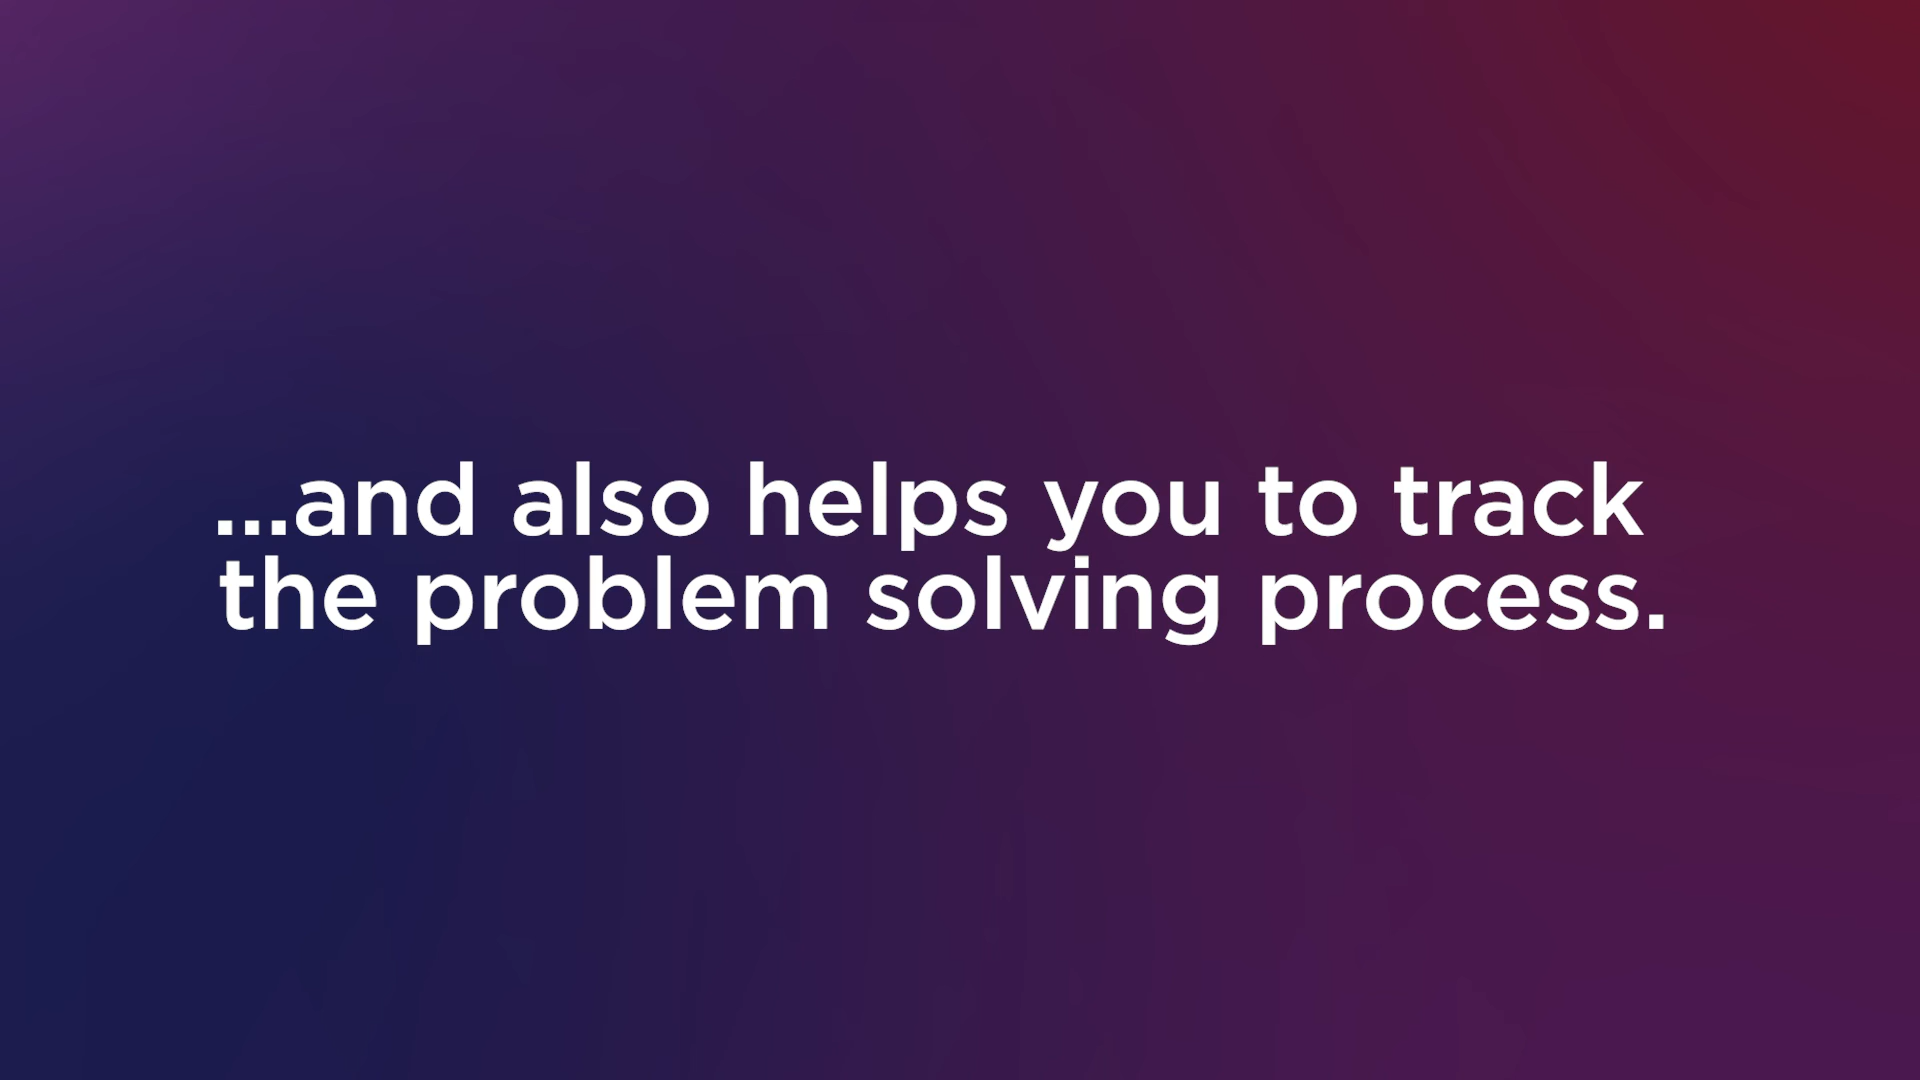 ...and also helps you to track
the problem solving process.